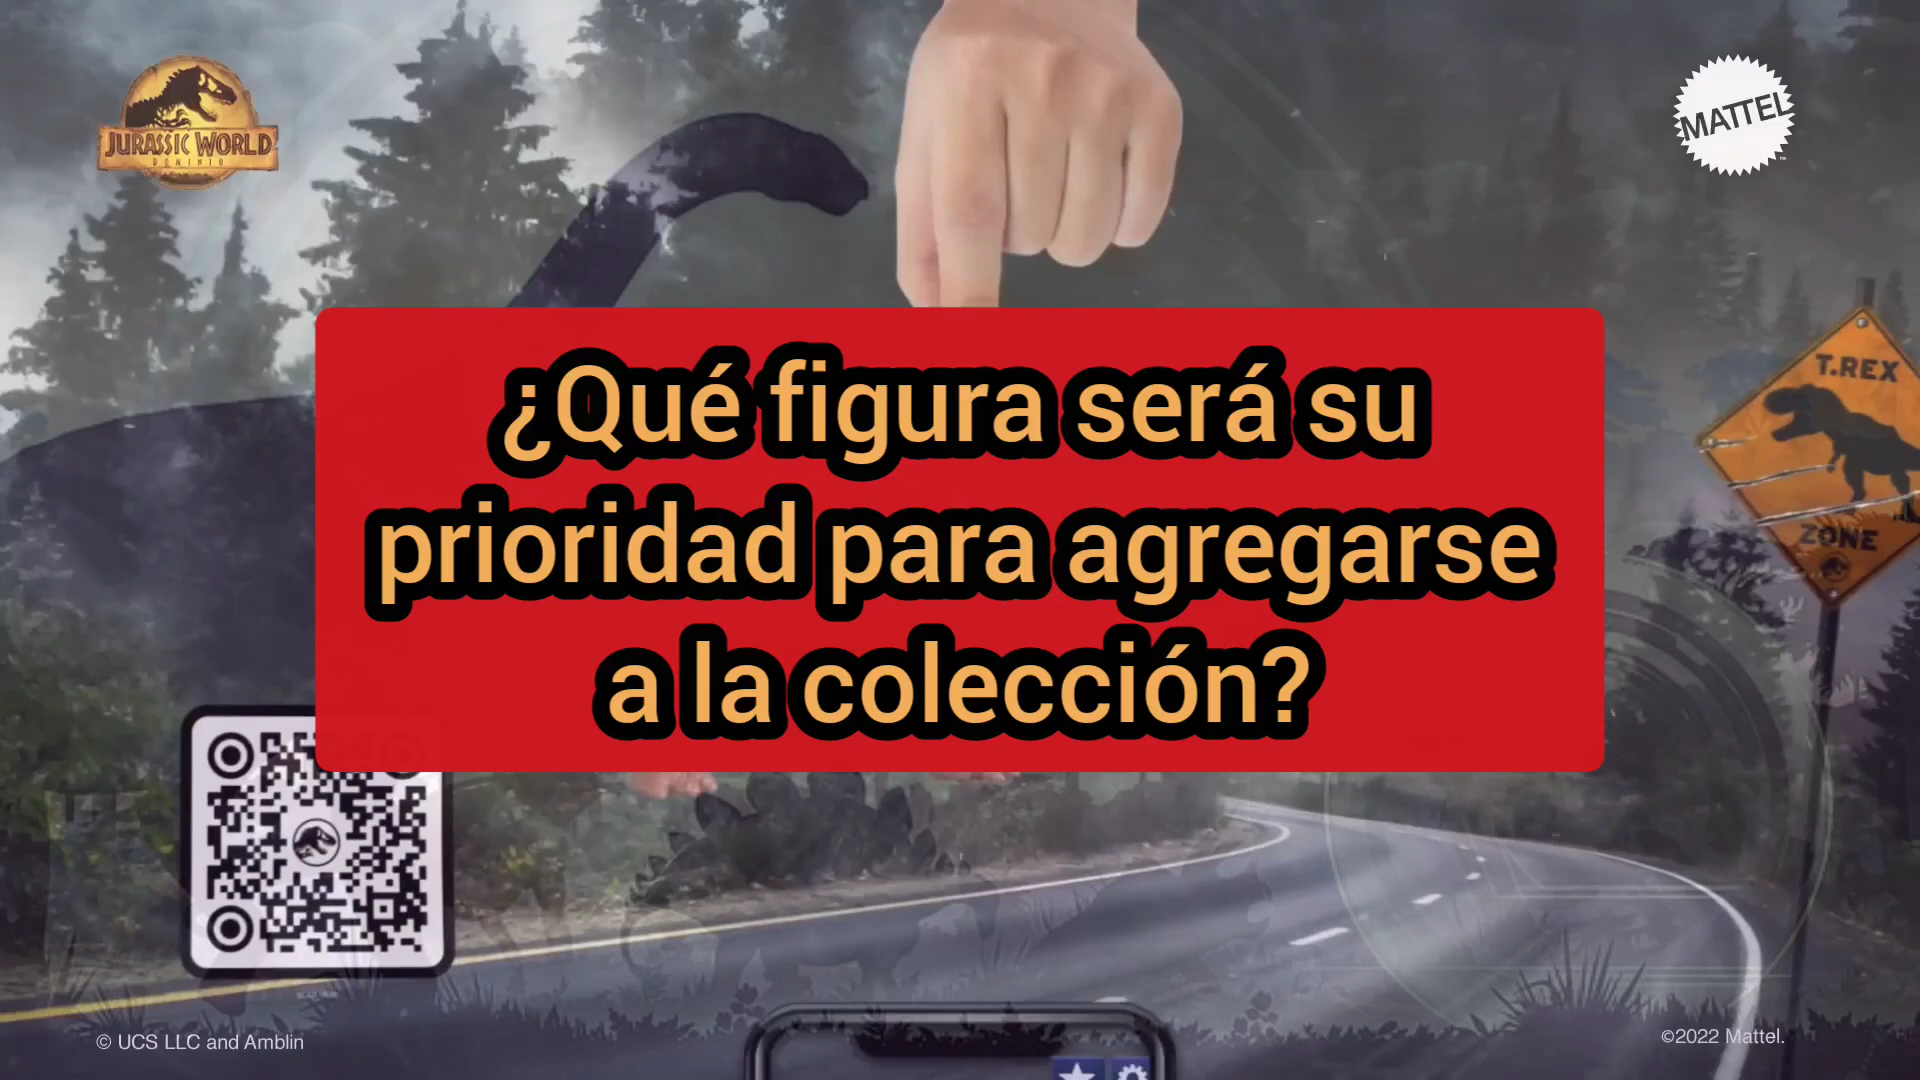 JURASSIC WORLD
DOMINIO
MATTEL
¿Qué figura será su
prioridad para agregarse
a la colección?
T.REX
ZONE
© UCS LLC and Amblin
©2022 Mattel.